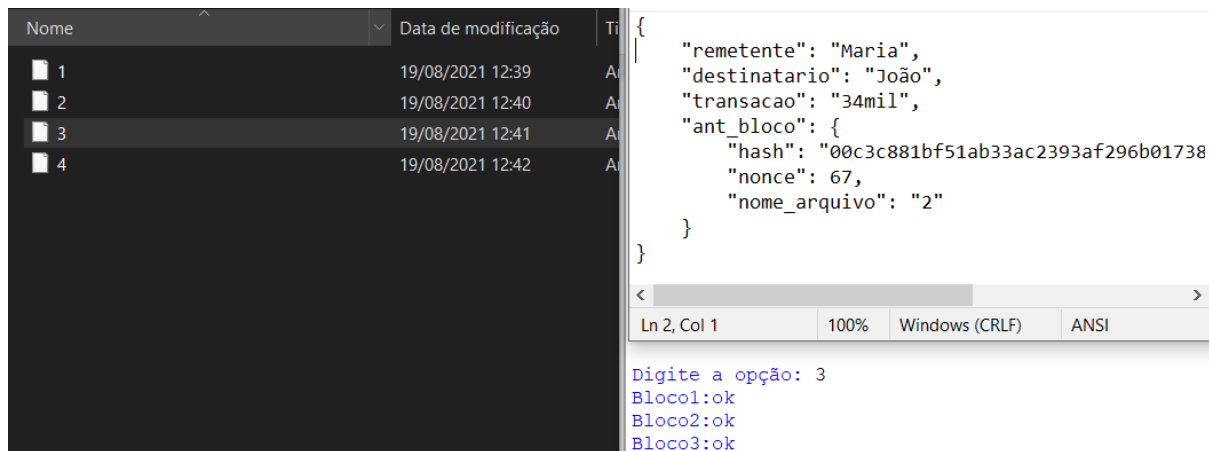 Nome Data de modificação Ti
1 19/08/2021 12:39 Ar
2 19/08/2021 12:40 Ar
3 19/08/2021 12:41 Ar
4 19/08/2021 12:42 Ar
{
"remetente": "Maria",
"destinatario": "João",
"transacao": "34mil",
"ant_bloco": {
"hash": "00c3c881bf51ab33ac2393af296b01738
"nonce": 67,
"nome_arquivo": "2"
}
}
Ln 2, Col 1 100% Windows (CRLF) ANSI
Digite a opção: 3
Bloco1:ok
Bloco2:ok
Bloco3:ok